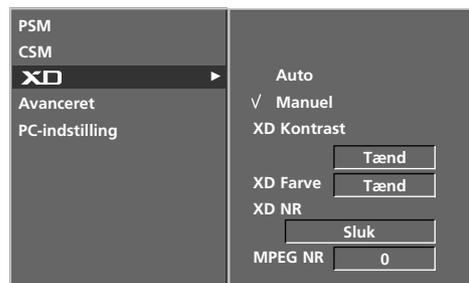 PSM
CSM
XD
Avanceret
PC-indstilling
Auto
Manuel
XD Kontrast
Tænd
XD Farve Tænd
XD NR
Sluk
MPEG NR 0